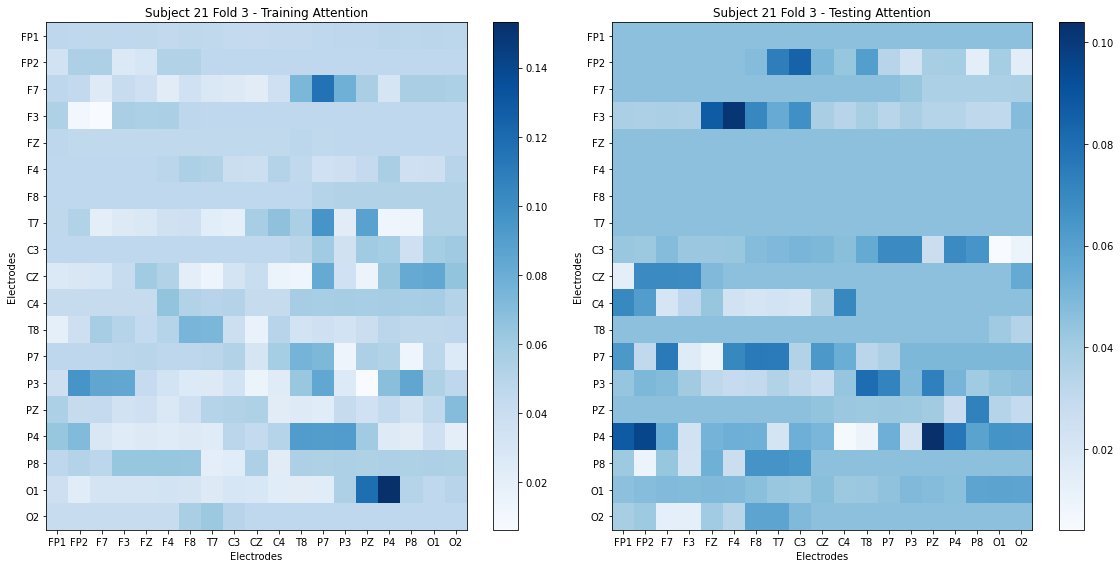 Subject 21 Fold 3 - Training Attention
FP1
FP2
F7
F3
FZ
F4
F8
T7
C3
CZ
C4
T8
P7
P3
PZ
P4
P8
O1
O2
Electrodes
FP1 FP2 F7 F3 FZ F4 F8 T7 C3 CZ C4 T8 P7 P3 PZ P4 P8 O1 O2
Electrodes
0.14
0.12
0.10
0.08
0.06
0.04
0.02
Subject 21 Fold 3 - Testing Attention
FP1
FP2
F7
F3
FZ
F4
F8
T7
C3
CZ
C4
T8
P7
P3
PZ
P4
P8
O1
O2
Electrodes
FP1 FP2 F7 F3 FZ F4 F8 T7 C3 CZ C4 T8 P7 P3 PZ P4 P8 O1 O2
Electrodes
0.10
0.08
0.06
0.04
0.02